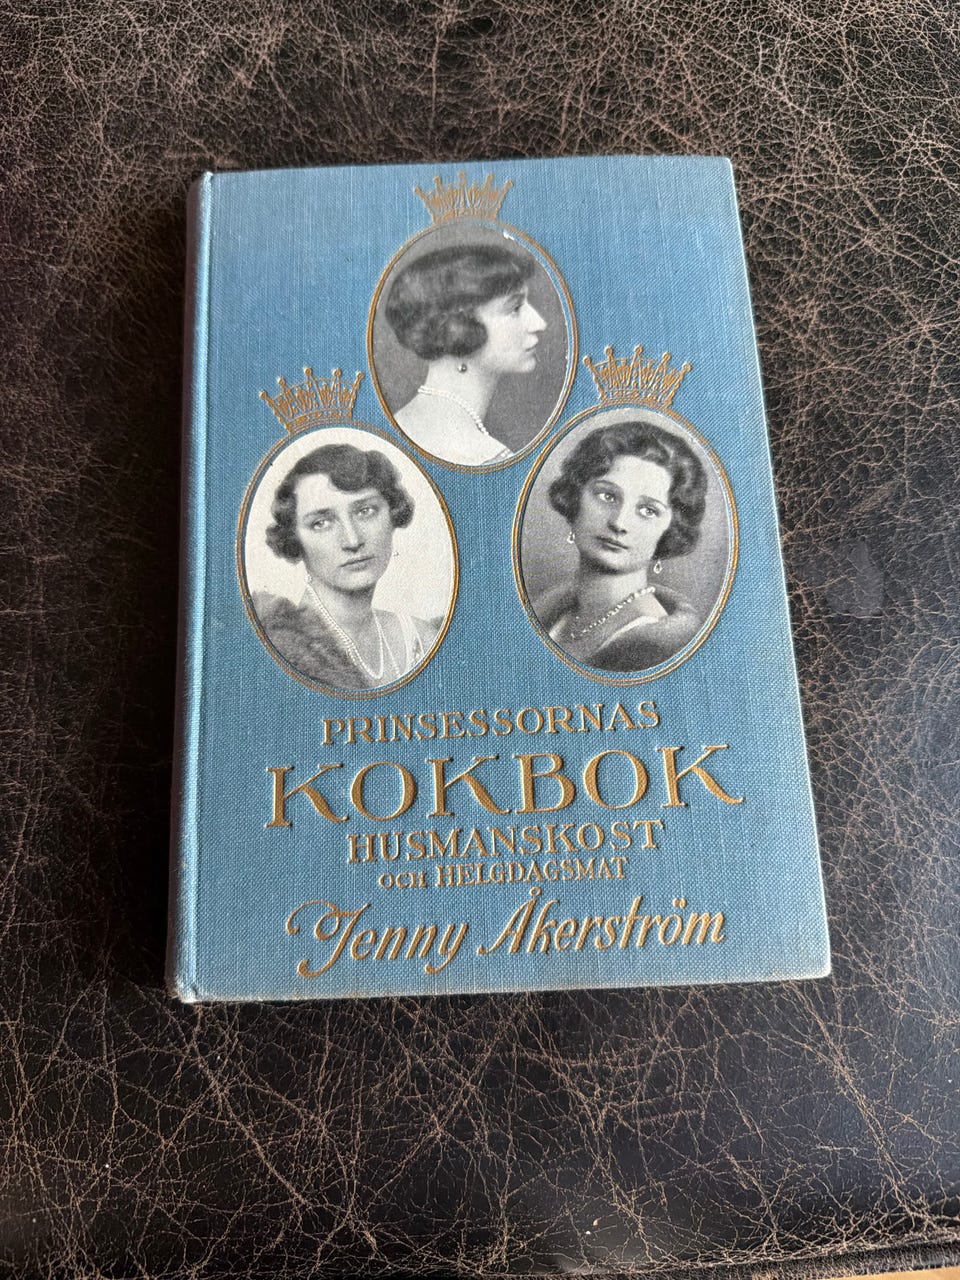 PRINSESSORNAS
KOKBOK
HUSMANSKOST
OCH HELGDAGSMAT
Jenny Åkerström